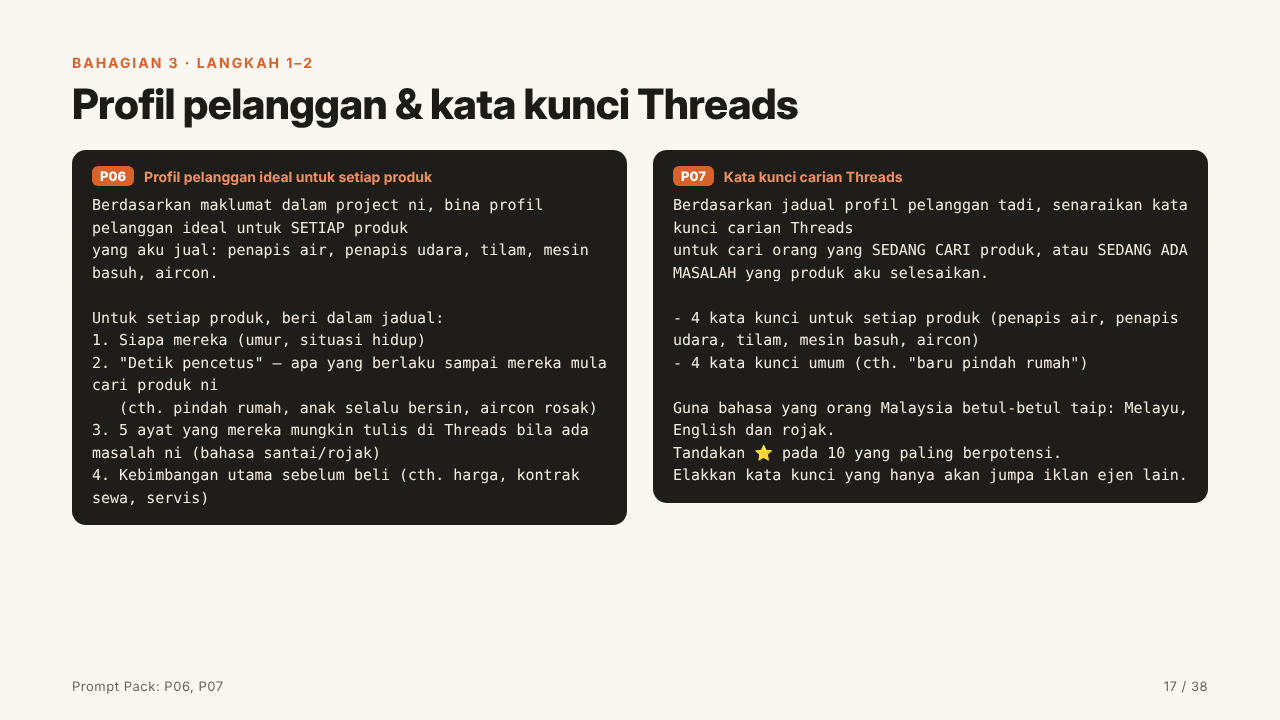 BAHAGIAN 3 · LANGKAH 1–2
Profil pelanggan & kata kunci Threads
P06 Profil pelanggan ideal untuk setiap produk
Berdasarkan maklumat dalam project ni, bina profil
pelanggan ideal untuk SETIAP produk
yang aku jual: penapis air, penapis udara, tilam, mesin
basuh, aircon.
Untuk setiap produk, beri dalam jadual:
1. Siapa mereka (umur, situasi hidup)
2. "Detik pencetus" — apa yang berlaku sampai mereka mula
cari produk ni
(cth. pindah rumah, anak selalu bersin, aircon rosak)
3. 5 ayat yang mereka mungkin tulis di Threads bila ada
masalah ni (bahasa santai/rojak)
4. Kebimbangan utama sebelum beli (cth. harga, kontrak
sewa, servis)
P07 Kata kunci carian Threads
Berdasarkan jadual profil pelanggan tadi, senaraikan kata
kunci carian Threads
untuk cari orang yang SEDANG CARI produk, atau SEDANG ADA
MASALAH yang produk aku selesaikan.
- 4 kata kunci untuk setiap produk (penapis air, penapis
udara, tilam, mesin basuh, aircon)
- 4 kata kunci umum (cth. "baru pindah rumah")
Guna bahasa yang orang Malaysia betul-betul taip: Melayu,
English dan rojak.
Tandakan ⭐ pada 10 yang paling berpotensi.
Elakkan kata kunci yang hanya akan jumpa iklan ejen lain.
Prompt Pack: P06, P07
17 / 38